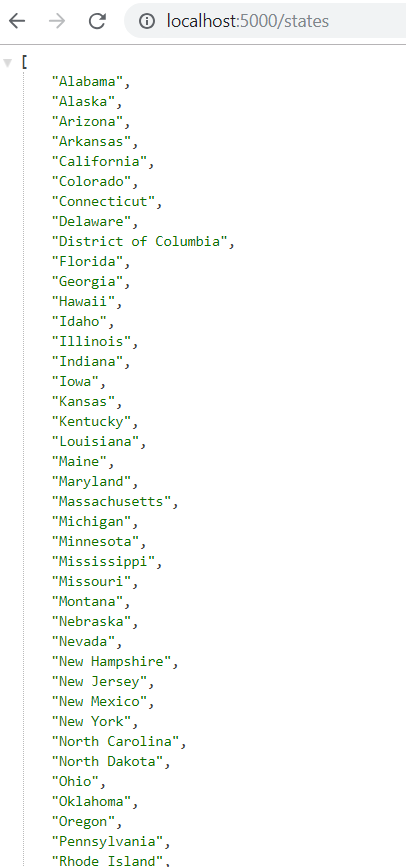 localhost:5000/states
[
"Alabama",
"Alaska",
"Arizona",
"Arkansas",
"California",
"Colorado",
"Connecticut",
"Delaware",
"District of Columbia",
"Florida",
"Georgia",
"Hawaii",
"Idaho",
"Illinois",
"Indiana",
"Iowa",
"Kansas",
"Kentucky",
"Louisiana",
"Maine",
"Maryland",
"Massachusetts",
"Michigan",
"Minnesota",
"Mississippi",
"Missouri",
"Montana",
"Nebraska",
"Nevada",
"New Hampshire",
"New Jersey",
"New Mexico",
"New York",
"North Carolina",
"North Dakota",
"Ohio",
"Oklahoma",
"Oregon",
"Pennsylvania",
"Rhode Island",